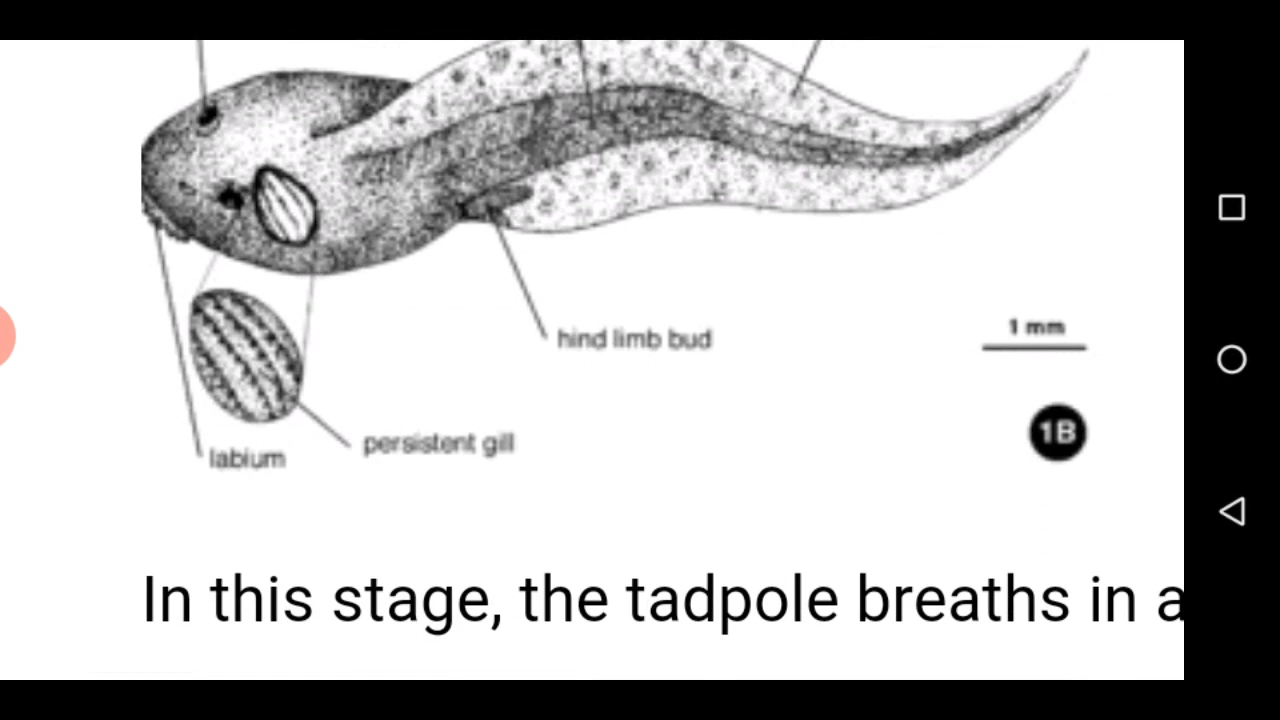 hind limb bud
1 mm
1B
persistent gill
labium
In this stage, the tadpole breaths in a